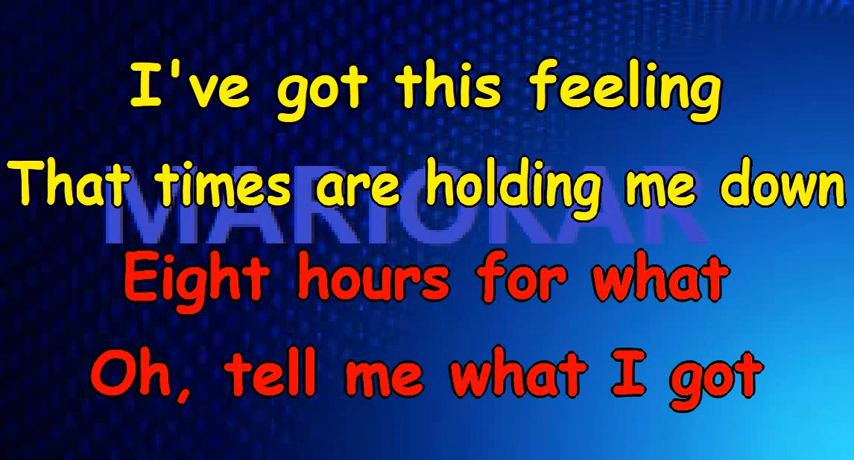 I've got this feeling
That times are holding me down
MARIOKAR
Eight hours for what
Oh, tell me what I got